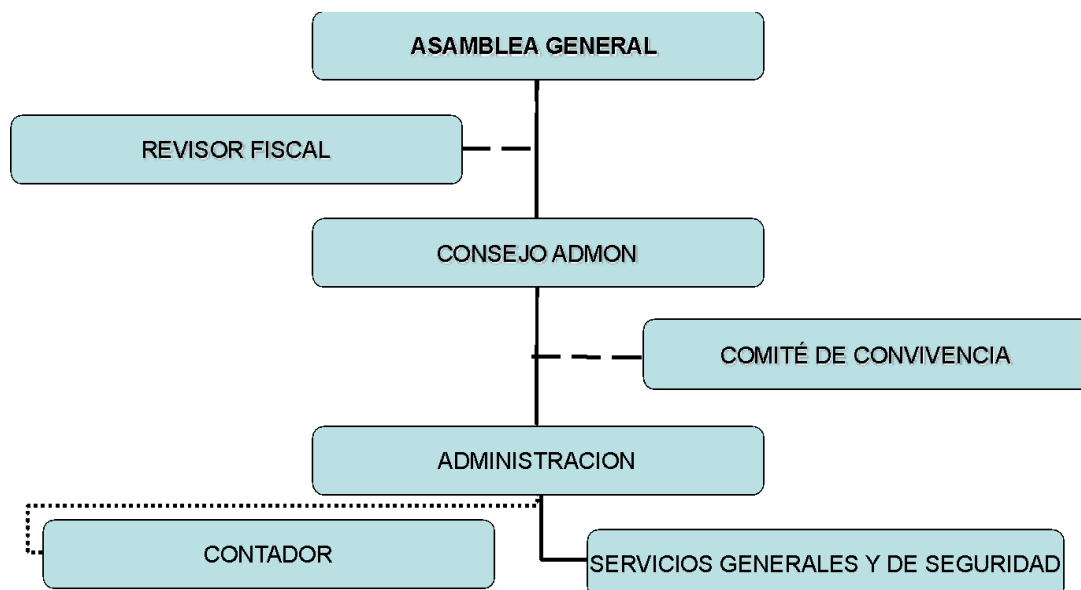 ASAMBLEA GENERAL
REVISOR FISCAL
CONSEJO ADMON
COMITÉ DE CONVIVENCIA
ADMINISTRACION
CONTADOR
SERVICIOS GENERALES Y DE SEGURIDAD